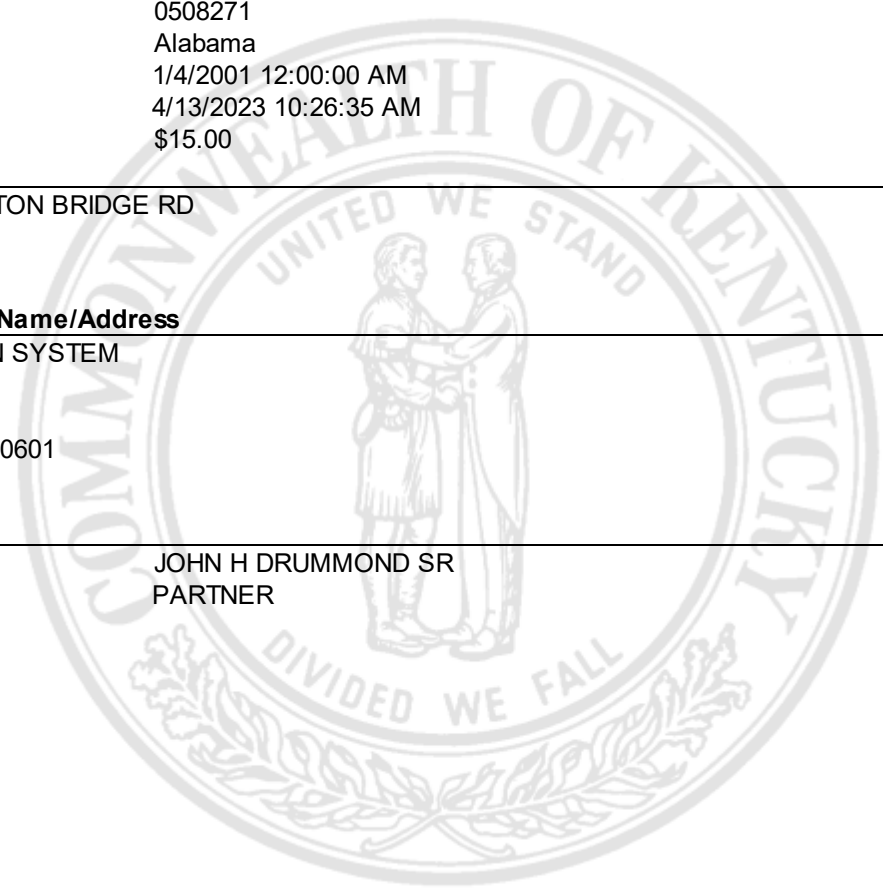 0508271
Alabama
1/4/2001 12:00:00 AM
4/13/2023 10:26:35 AM
$15.00
TON BRIDGE RD
Name/Address
SYSTEM
0601
JOHN H DRUMMOND SR
PARTNER
COMMONWEALTH OF KENTUCKY
UNITED WE STAND
DIVIDED WE FALL